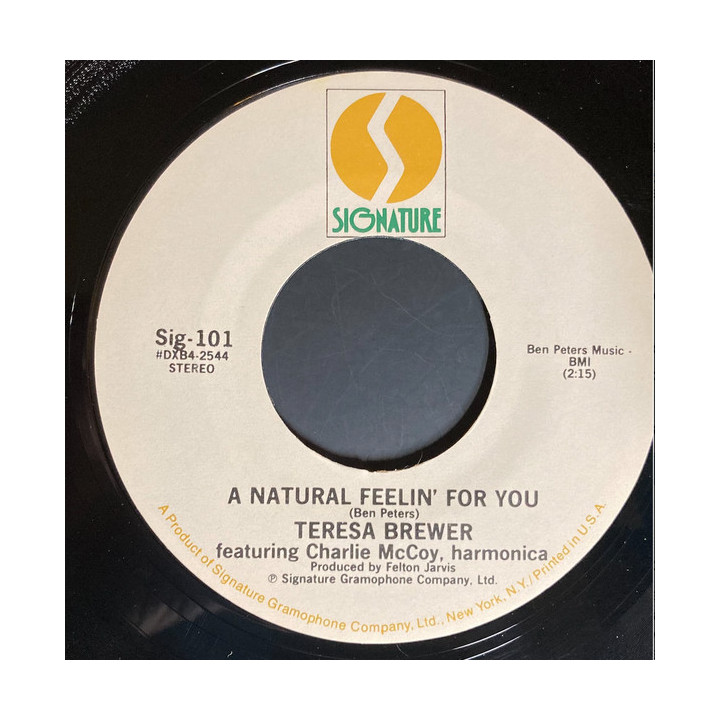 SIGNATURE
Sig-101
#DXB4-2544
STEREO
Ben Peters Music -
BMI
(2:15)
A NATURAL FEELIN' FOR YOU
(Ben Peters)
TERESA BREWER
featuring Charlie McCoy, harmonica
Produced by Felton Jarvis
℗ Signature Gramophone Company, Ltd.
A Product of Signature Gramophone Company, Ltd., New York, N.Y./Printed in U.S.A.